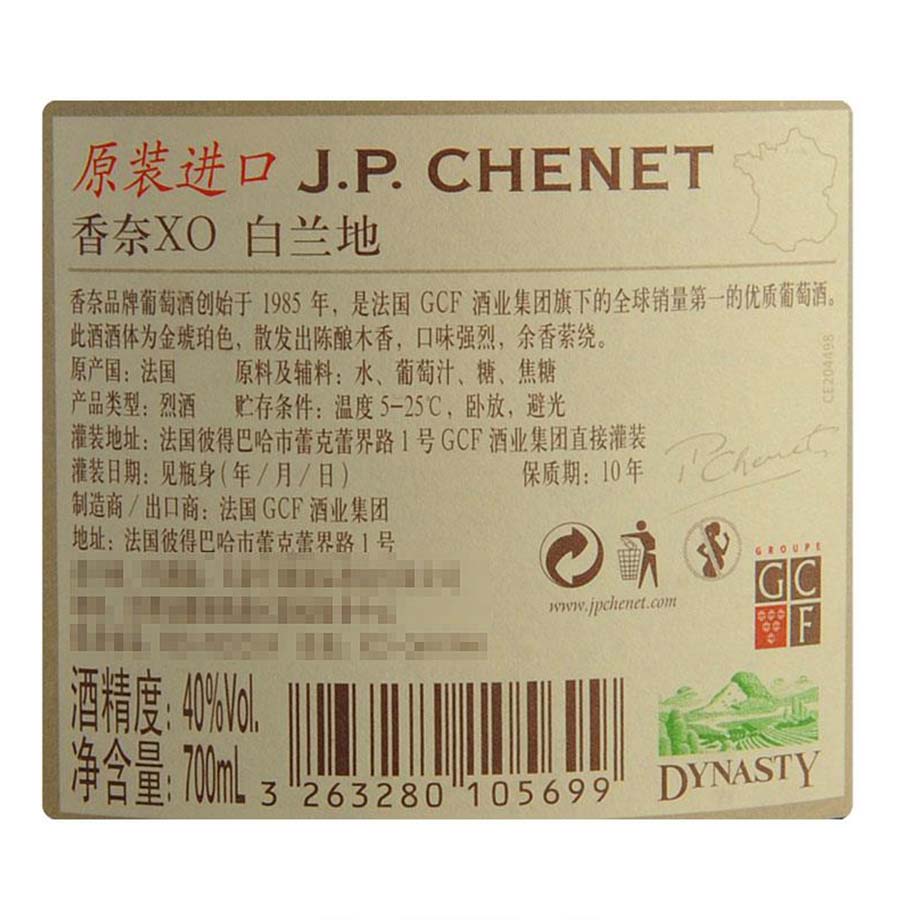 原装进口 J.P. CHENET
香奈XO 白兰地
香奈品牌葡萄酒创始于 1985 年，是法国 GCF 酒业集团旗下的全球销量第一的优质葡萄酒。
此酒酒体为金琥珀色，散发出陈酿木香，口味强烈，余香萦绕。
原产国：法国 原料及辅料：水、葡萄汁、糖、焦糖
产品类型：烈酒 贮存条件：温度 5-25℃，卧放，避光
CE204498
灌装地址：法国彼得巴哈市蕾克蕾界路 1 号 GCF 酒业集团直接灌装
灌装日期：见瓶身(年/月/日) 保质期：10 年
J.P. Chenet
制造商/出口商：法国 GCF 酒业集团
地址：法国彼得巴哈市蕾克蕾界路 1 号
www.jpchenet.com
GROUPE
GCF
酒精度：40%Vol.
净含量：700mL
3 263280 105699
DYNASTY